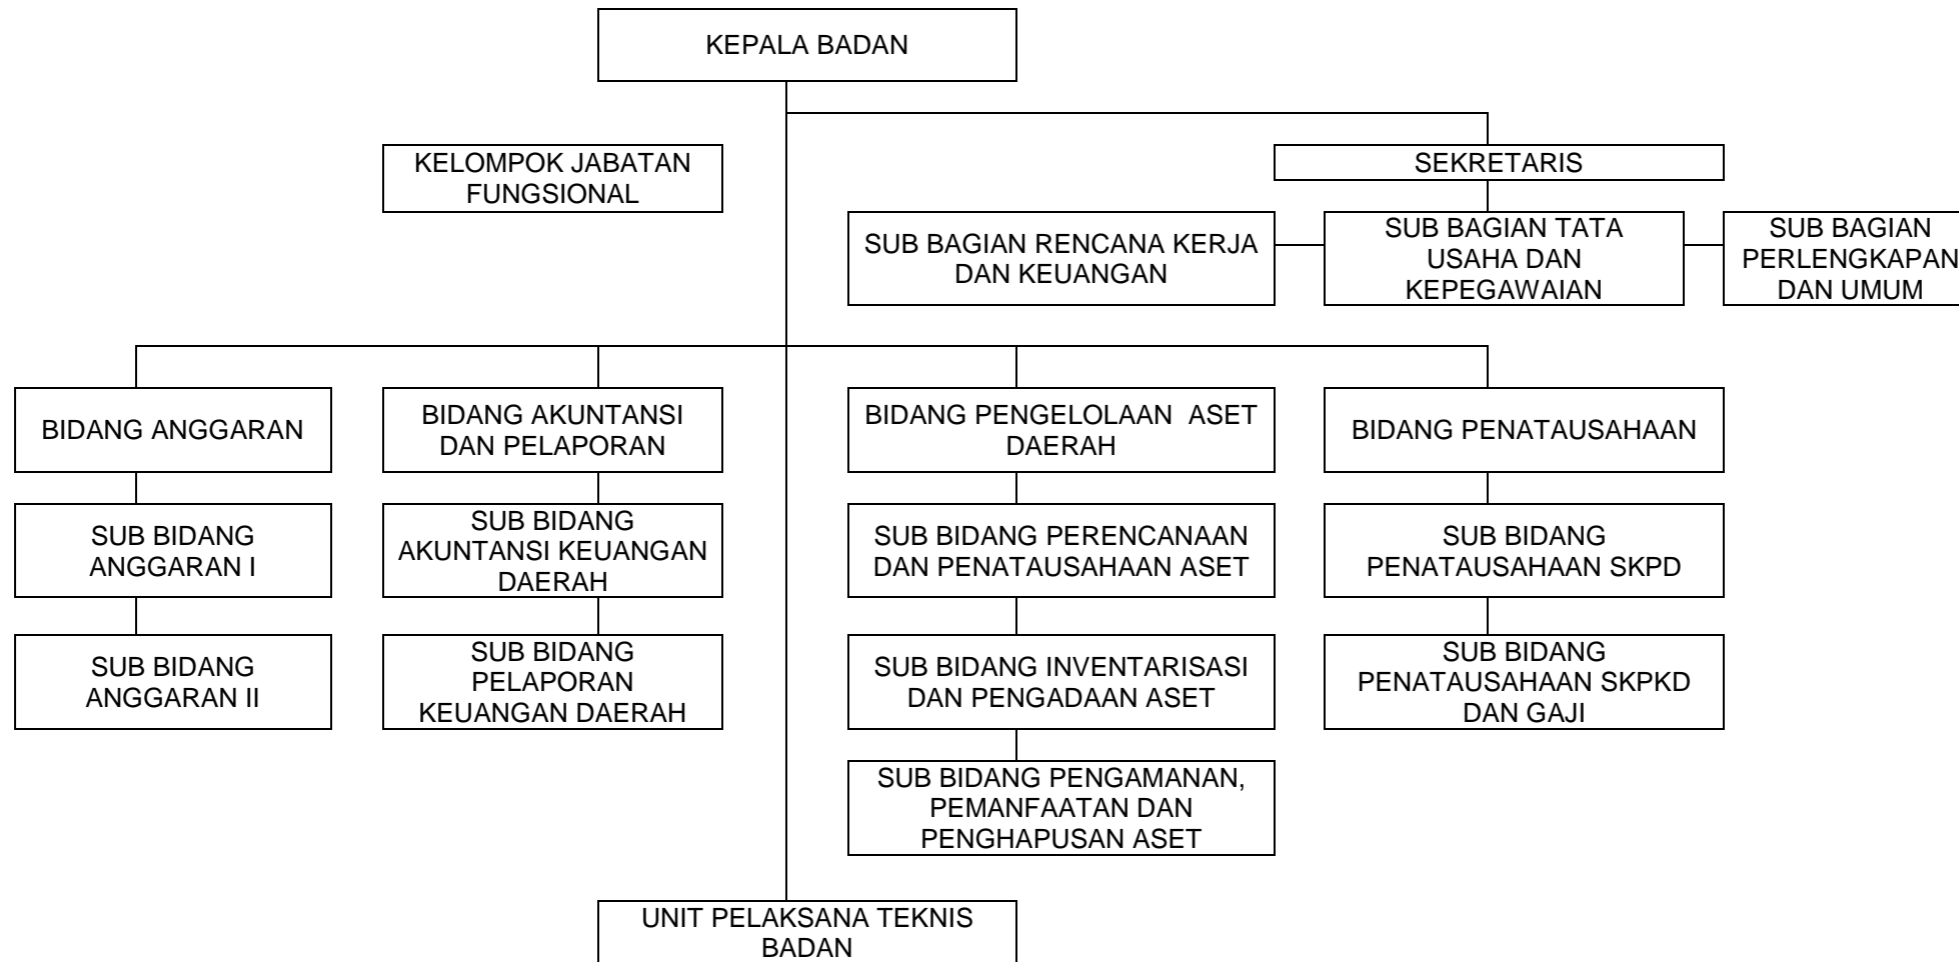 KEPALA BADAN
KELOMPOK JABATAN
FUNGSIONAL
SEKRETARIS
SUB BAGIAN RENCANA KERJA
DAN KEUANGAN
SUB BAGIAN TATA
USAHA DAN
KEPEGAWAIAN
SUB BAGIAN
PERLENGKAPAN
DAN UMUM
BIDANG ANGGARAN
BIDANG AKUNTANSI
DAN PELAPORAN
BIDANG PENGELOLAAN ASET
DAERAH
BIDANG PENATAUSAHAAN
SUB BIDANG
ANGGARAN I
SUB BIDANG
AKUNTANSI KEUANGAN
DAERAH
SUB BIDANG PERENCANAAN
DAN PENATAUSAHAAN ASET
SUB BIDANG
PENATAUSAHAAN SKPD
SUB BIDANG
ANGGARAN II
SUB BIDANG
PELAPORAN
KEUANGAN DAERAH
SUB BIDANG INVENTARISASI
DAN PENGADAAN ASET
SUB BIDANG
PENATAUSAHAAN SKPKD
DAN GAJI
SUB BIDANG PENGAMANAN,
PEMANFAATAN DAN
PENGHAPUSAN ASET
UNIT PELAKSANA TEKNIS
BADAN